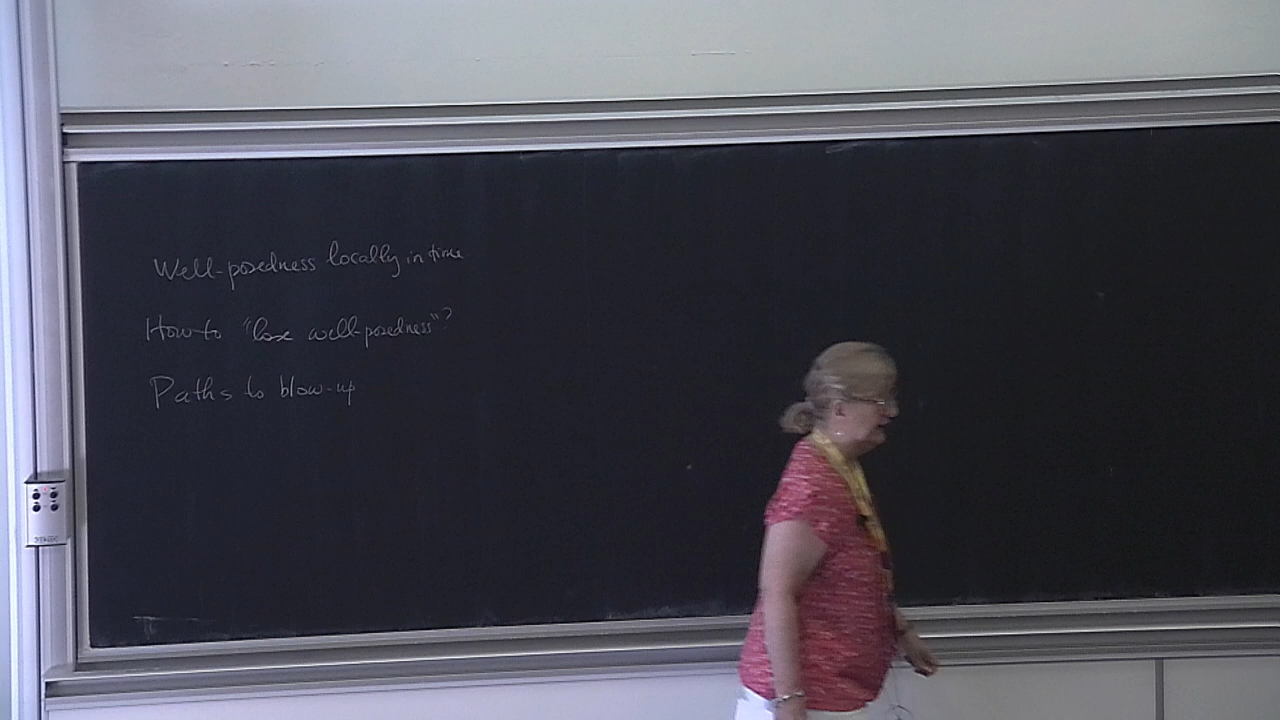 Well-posedness locally in time
How to "lose well-posedness"?
Paths to blow-up